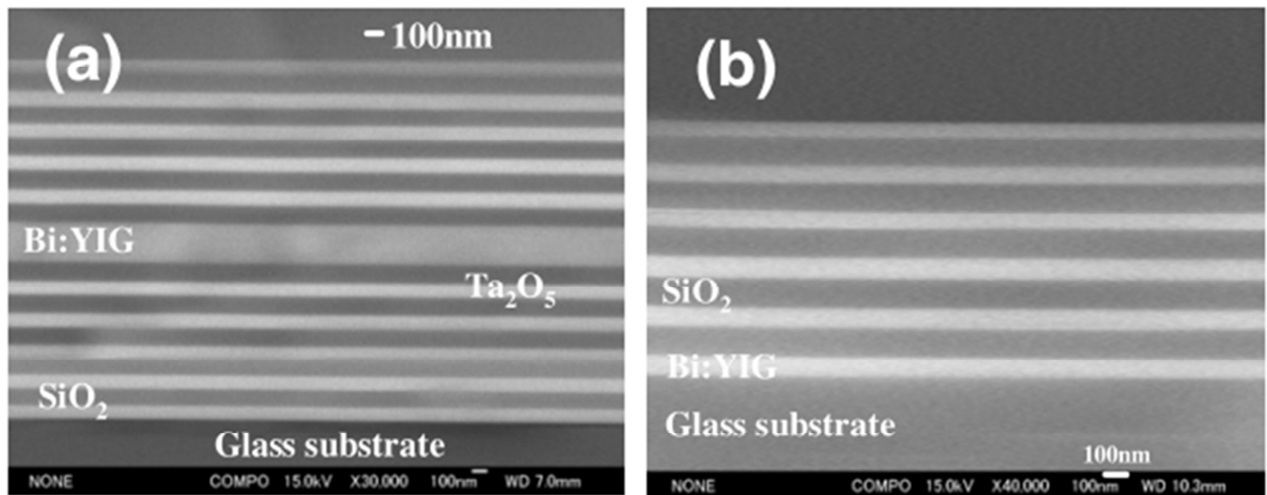 (a)
100nm
Bi:YIG
Ta₂O₅
SiO₂
Glass substrate
NONE COMPO 15.0kV X30,000 100nm WD 7.0mm
(b)
SiO₂
Bi:YIG
Glass substrate
100nm
NONE COMPO 15.0kV X40,000 100nm WD 10.3mm